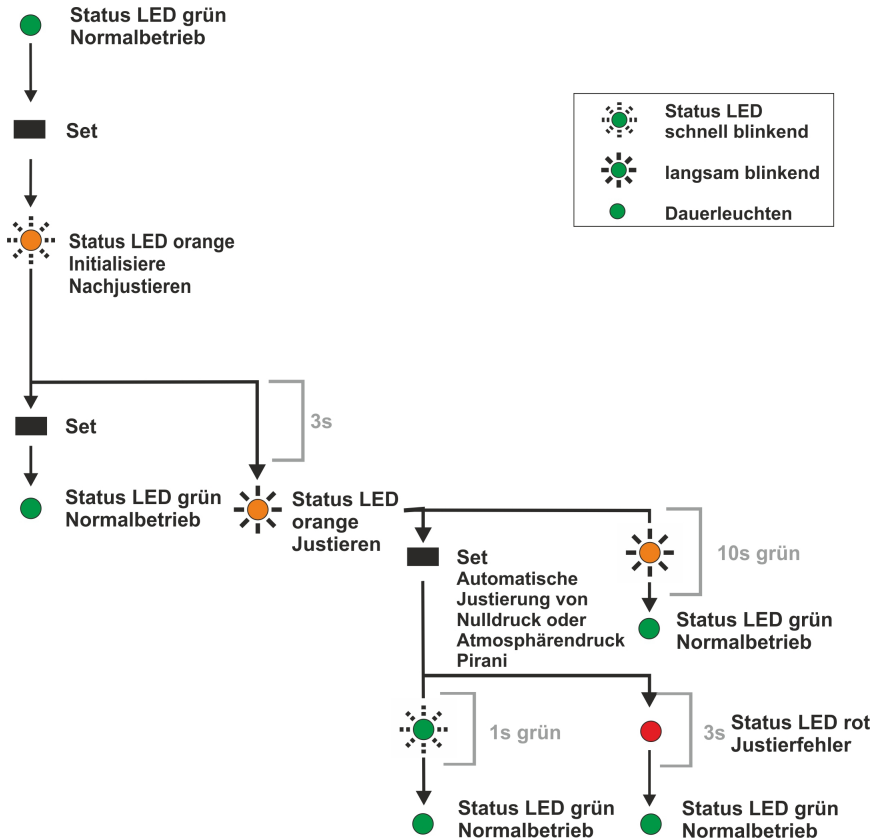 Status LED grün
Normalbetrieb
Set
Status LED
schnell blinkend
langsam blinkend
Dauerleuchten
Status LED orange
Initialisiere
Nachjustieren
3s
Set
Status LED grün
Normalbetrieb
Status LED
orange
Justieren
Set
Automatische
Justierung von
Nulldruck oder
Atmosphärendruck
Pirani
10s grün
Status LED grün
Normalbetrieb
1s grün
3s
Status LED rot
Justierfehler
Status LED grün
Normalbetrieb
Status LED grün
Normalbetrieb